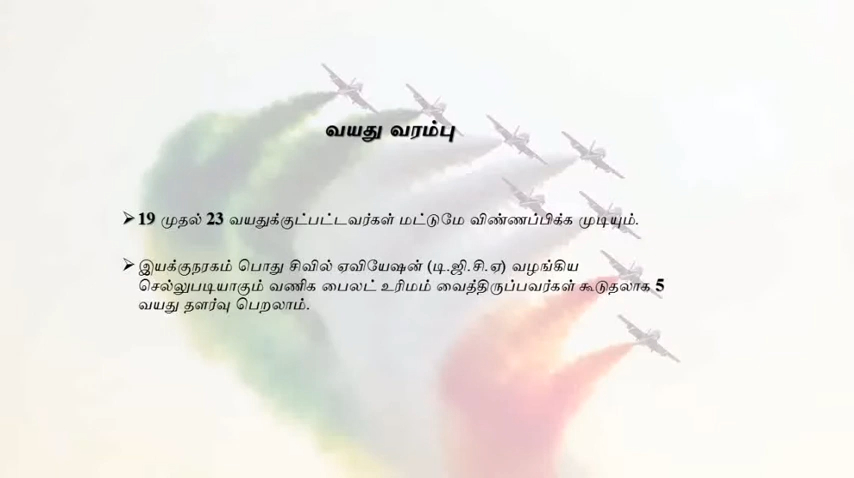 வயது வரம்பு
➢19 முதல் 23 வயதுக்குட்பட்டவர்கள் மட்டுமே விண்ணப்பிக்க முடியும்.
➢இயக்குநரகம் பொது சிவில் ஏவியேஷன் (டி.ஜி.சி.ஏ) வழங்கிய
செல்லுபடியாகும் வணிக பைலட் உரிமம் வைத்திருப்பவர்கள் கூடுதலாக 5
வயது தளர்வு பெறலாம்.